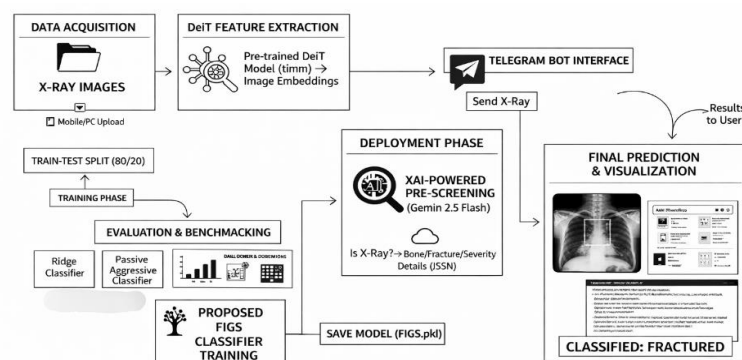 DATA ACQUISITION
X-RAY IMAGES
Mobile/PC Upload
DeiT FEATURE EXTRACTION
Pre-trained DeiT
Model (timm) →
Image Embeddings
TELEGRAM BOT INTERFACE
Send X-Ray
Results
to User
TRAIN-TEST SPLIT (80/20)
TRAINING PHASE
EVALUATION & BENCHMACKING
Ridge
Classifier
Passive
Aggressive
Classifier
PROPOSED
FIGS
CLASSIFIER
TRAINING
SAVE MODEL (FIGS.pkl)
DEPLOYMENT PHASE
XAI-POWERED
PRE-SCREENING
(Gemin 2.5 Flash)
Is X-Ray?→ Bone/Fracture/Severity
Details (JSSN)
FINAL PREDICTION
& VISUALIZATION
CLASSIFIED: FRACTURED